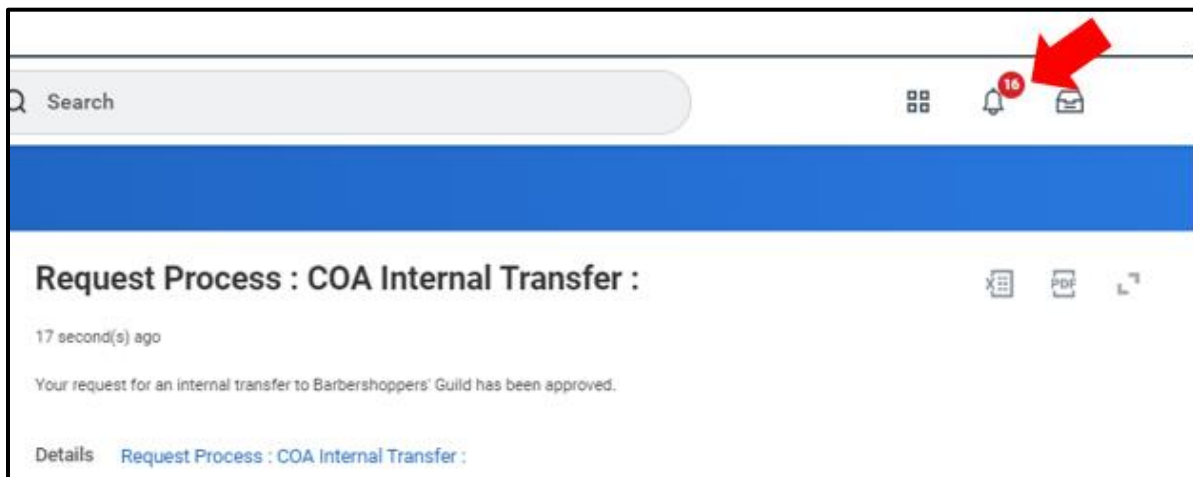 Search
16
Request Process : COA Internal Transfer :
X
PDF
17 second(s) ago
Your request for an internal transfer to Barbershoppers' Guild has been approved.
Details Request Process : COA Internal Transfer :